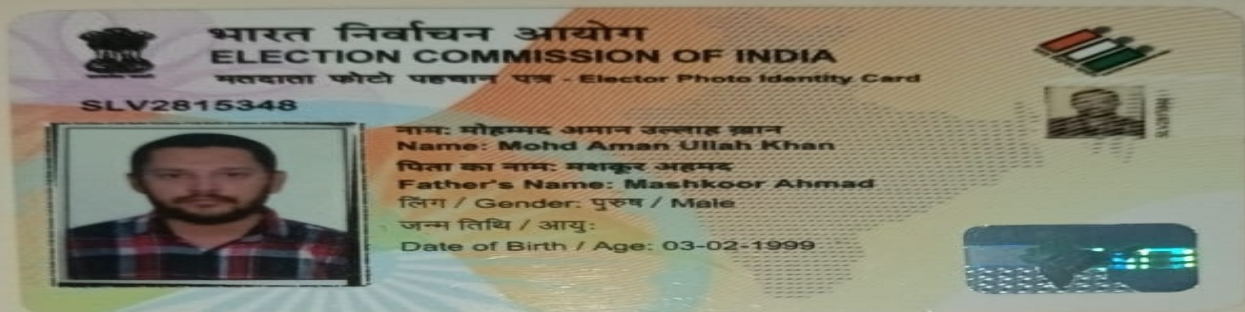 भारत निर्वाचन आयोग
ELECTION COMMISSION OF INDIA
मतदाता फोटो पहचान पत्र - Elector Photo Identity Card
SLV2815348
नाम: मोहम्मद अमान उल्लाह ख़ान
Name: Mohd Aman Ullah Khan
पिता का नाम: मशकूर अहमद
Father's Name: Mashkoor Ahmad
लिंग / Gender: पुरुष / Male
जन्म तिथि / आयु:
Date of Birth / Age: 03-02-1999